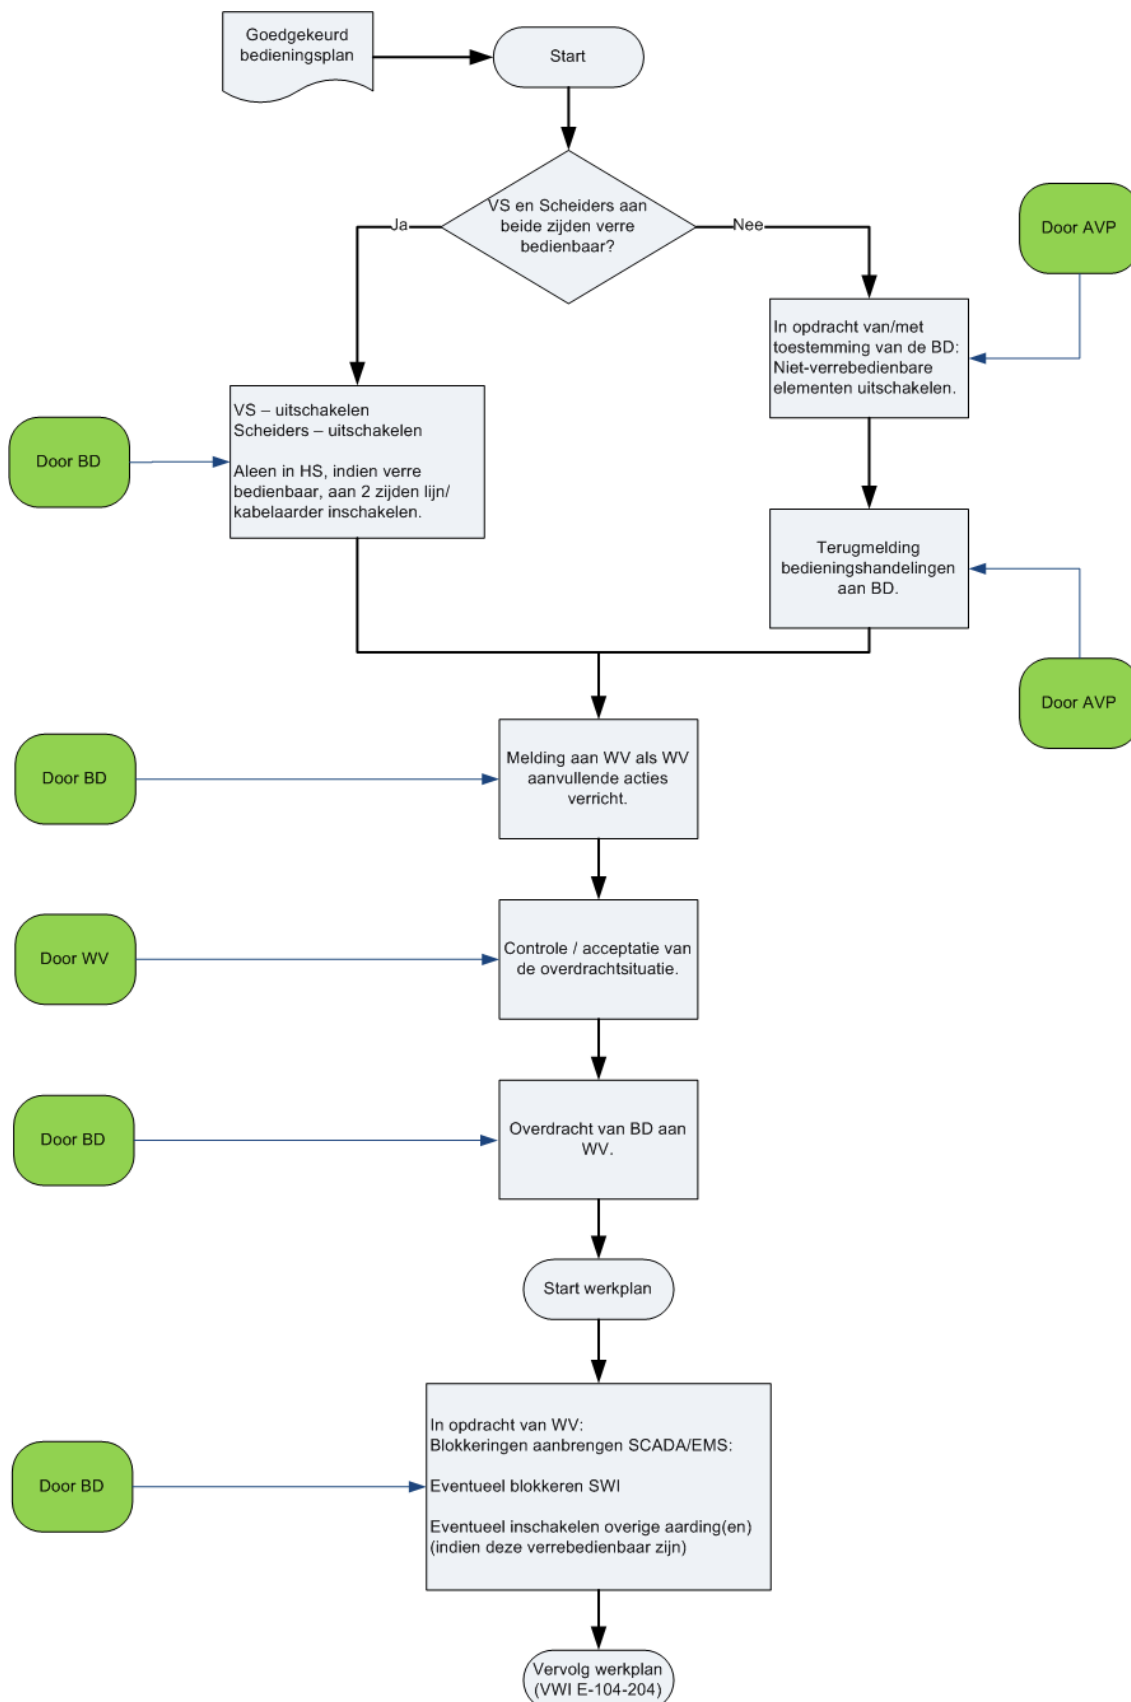 Goedgekeurd
bedieningsplan
Start
VS en Scheiders aan
beide zijden verre
bedienbaar?
Ja
Nee
Door AVP
In opdracht van/met
toestemming van de BD:
Niet-verrebedienbare
elementen uitschakelen.
VS – uitschakelen
Scheiders – uitschakelen
Aleen in HS, indien verre
bedienbaar, aan 2 zijden lijn/
kabelaarder inschakelen.
Door BD
Terugmelding
bedieningshandelingen
aan BD.
Door AVP
Melding aan WV als WV
aanvullende acties
verricht.
Door BD
Controle / acceptatie van
de overdrachtsituatie.
Door WV
Overdracht van BD aan
WV.
Door BD
Start werkplan
In opdracht van WV:
Blokkeringen aanbrengen SCADA/EMS:
Eventueel blokkeren SWI
Eventueel inschakelen overige aarding(en)
(indien deze verrebedienbaar zijn)
Door BD
Vervolg werkplan
(VWI E-104-204)